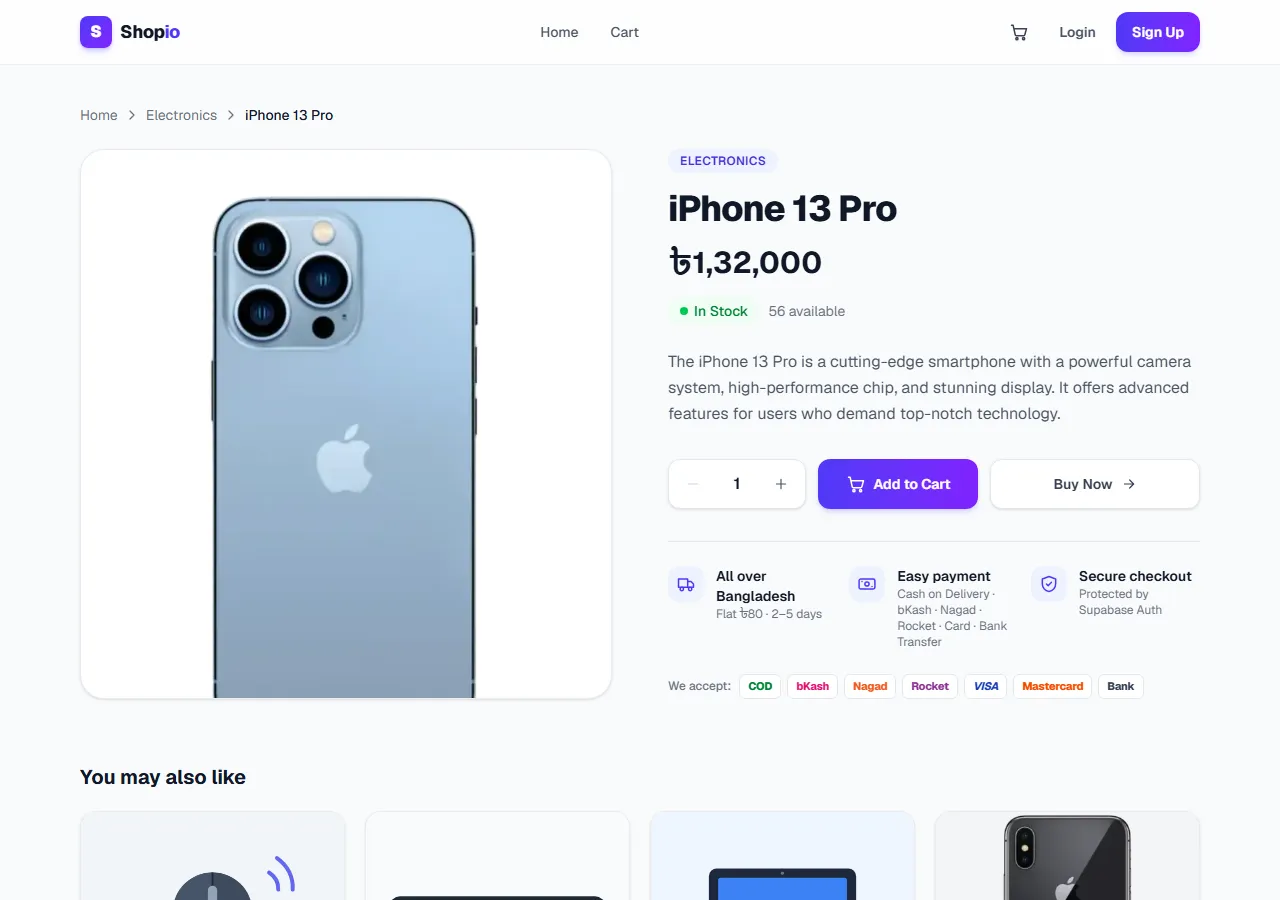 S Shopio
Home Cart
Login Sign Up
Home > Electronics > iPhone 13 Pro
ELECTRONICS
iPhone 13 Pro
৳1,32,000
In Stock 56 available
The iPhone 13 Pro is a cutting-edge smartphone with a powerful camera
system, high-performance chip, and stunning display. It offers advanced
features for users who demand top-notch technology.
1
Add to Cart
Buy Now →
All over
Bangladesh
Flat ৳80 · 2–5 days
Easy payment
Cash on Delivery ·
bKash · Nagad ·
Rocket · Card · Bank
Transfer
Secure checkout
Protected by
Supabase Auth
We accept: COD bKash Nagad Rocket VISA Mastercard Bank
You may also like